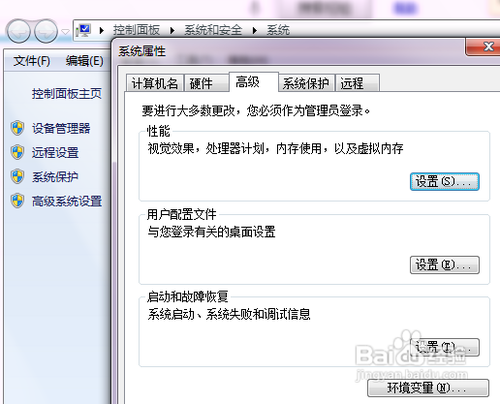 控制面板 ▸ 系统和安全 ▸ 系统
文件(F) 编辑(E)
控制面板主页
设备管理器
远程设置
系统保护
高级系统设置
系统属性
计算机名 硬件 高级 系统保护 远程
要进行大多数更改，您必须作为管理员登录。
性能
视觉效果，处理器计划，内存使用，以及虚拟内存
设置(S)...
用户配置文件
与您登录有关的桌面设置
设置(E)...
启动和故障恢复
系统启动、系统失败和调试信息
设置(T)...
环境变量(N)...
Baidu经验
jingyan.baidu.com